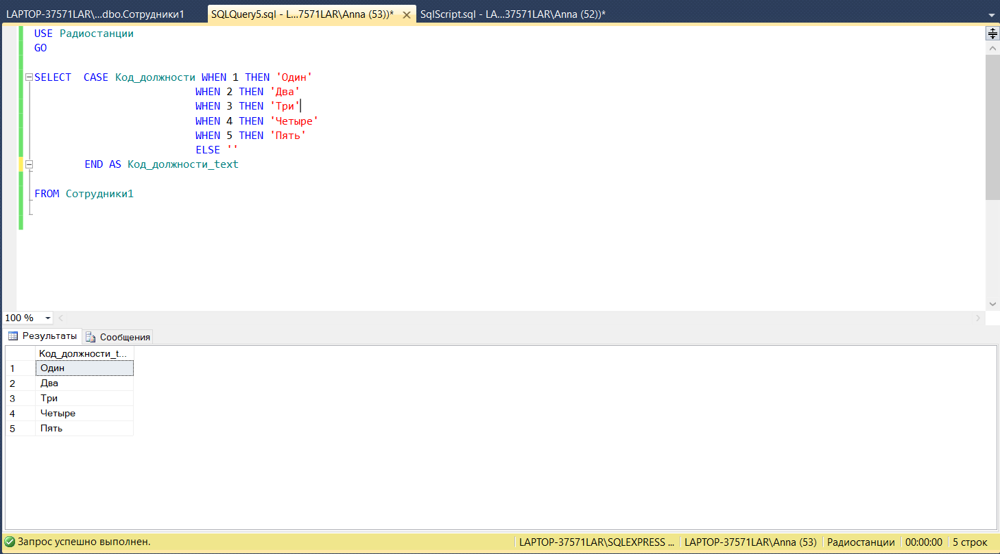 LAPTOP-37571LAR\...dbo.Сотрудники1 SQLQuery5.sql - L...7571LAR\Anna (53))* SqlScript.sql - LA...37571LAR\Anna (52))*
USE Радиостанции
GO
SELECT CASE Код_должности WHEN 1 THEN 'Один'
WHEN 2 THEN 'Два'
WHEN 3 THEN 'Три'
WHEN 4 THEN 'Четыре'
WHEN 5 THEN 'Пять'
ELSE ''
END AS Код_должности_text
FROM Сотрудники1
100 %
Результаты Сообщения
Код_должности_t...
1 Один
2 Два
3 Три
4 Четыре
5 Пять
Запрос успешно выполнен. LAPTOP-37571LAR\SQLEXPRESS ... LAPTOP-37571LAR\Anna (53) Радиостанции 00:00:00 5 строк